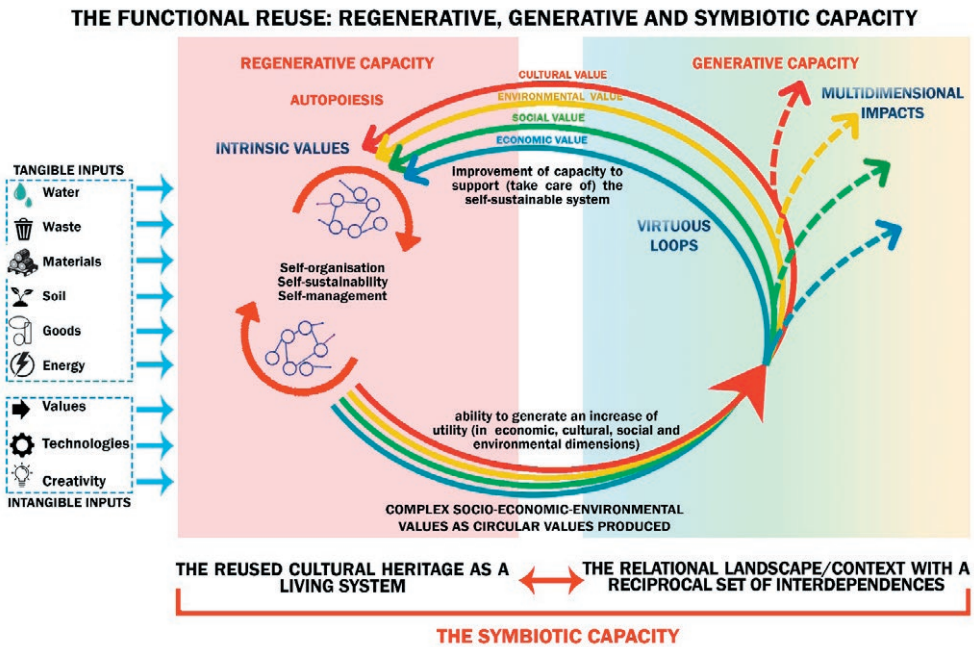 THE FUNCTIONAL REUSE: REGENERATIVE, GENERATIVE AND SYMBIOTIC CAPACITY
REGENERATIVE CAPACITY
AUTOPOIESIS
INTRINSIC VALUES
CULTURAL VALUE
ENVIRONMENTAL VALUE
SOCIAL VALUE
ECONOMIC VALUE
GENERATIVE CAPACITY
MULTIDIMENSIONAL
IMPACTS
Improvement of capacity to
support (take care of) the
self-sustainable system
VIRTUOUS
LOOPS
TANGIBLE INPUTS
Water
Waste
Materials
Soil
Goods
Energy
Values
Technologies
Creativity
INTANGIBLE INPUTS
Self-organisation
Self-sustainability
Self-management
ability to generate an increase of
utility (in economic, cultural, social and
environmental dimensions)
COMPLEX SOCIO-ECONOMIC-ENVIRONMENTAL
VALUES AS CIRCULAR VALUES PRODUCED
THE REUSED CULTURAL HERITAGE AS A
LIVING SYSTEM
THE RELATIONAL LANDSCAPE/CONTEXT WITH A
RECIPROCAL SET OF INTERDEPENDENCES
THE SYMBIOTIC CAPACITY